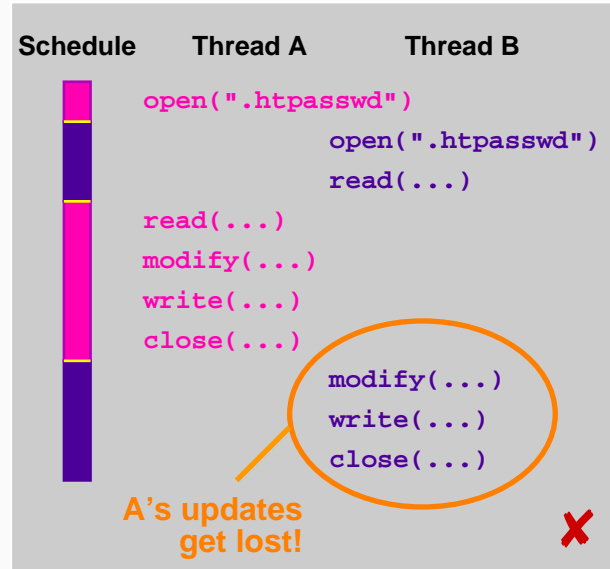 Schedule Thread A Thread B
open(".htpasswd")
open(".htpasswd")
read(...)
read(...)
modify(...)
write(...)
close(...)
modify(...)
write(...)
close(...)
A’s updates
get lost!
✘